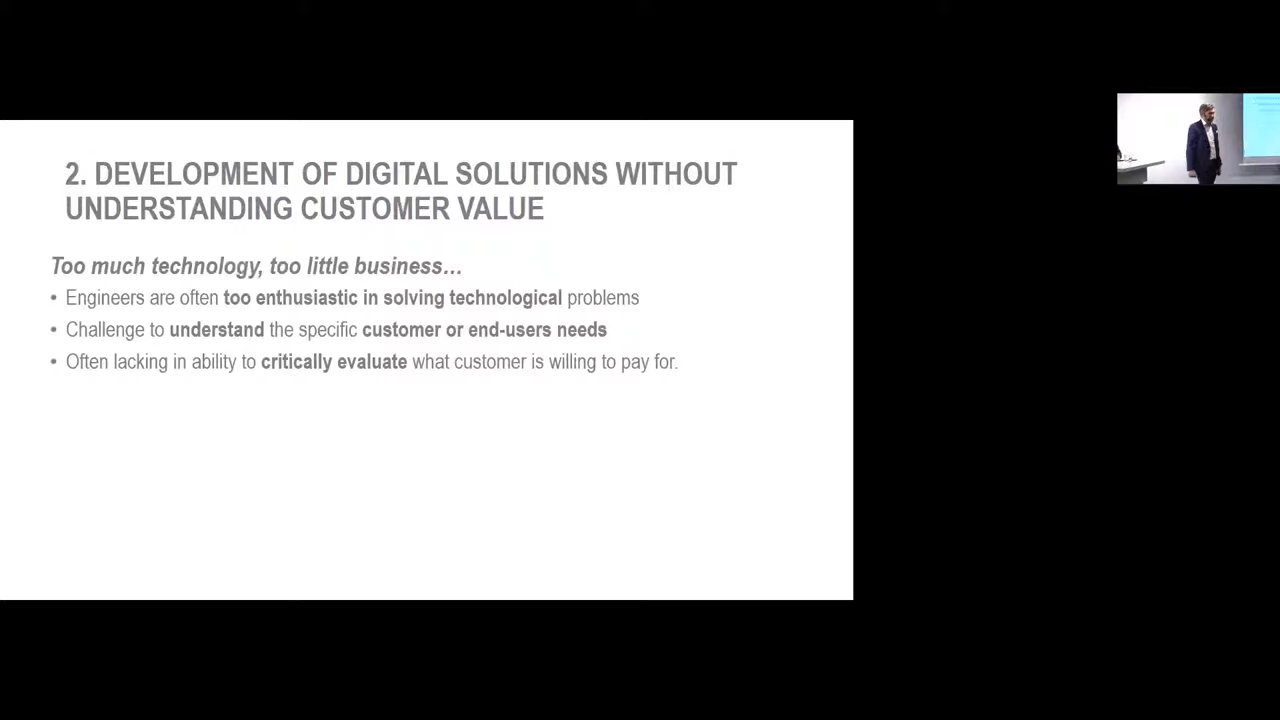 2. DEVELOPMENT OF DIGITAL SOLUTIONS WITHOUT
UNDERSTANDING CUSTOMER VALUE
Too much technology, too little business…
• Engineers are often too enthusiastic in solving technological problems
• Challenge to understand the specific customer or end-users needs
• Often lacking in ability to critically evaluate what customer is willing to pay for.